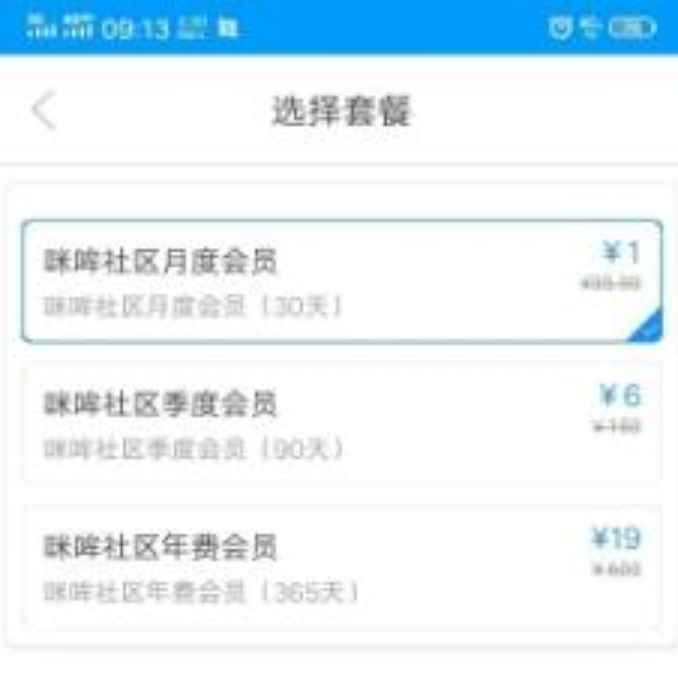 09:13
选择套餐
咪哞社区月度会员
¥1
咪哞社区月度会员（30天）
咪哞社区季度会员
¥6
¥180
咪哞社区季度会员（90天）
咪哞社区年费会员
¥19
¥600
咪哞社区年费会员（365天）